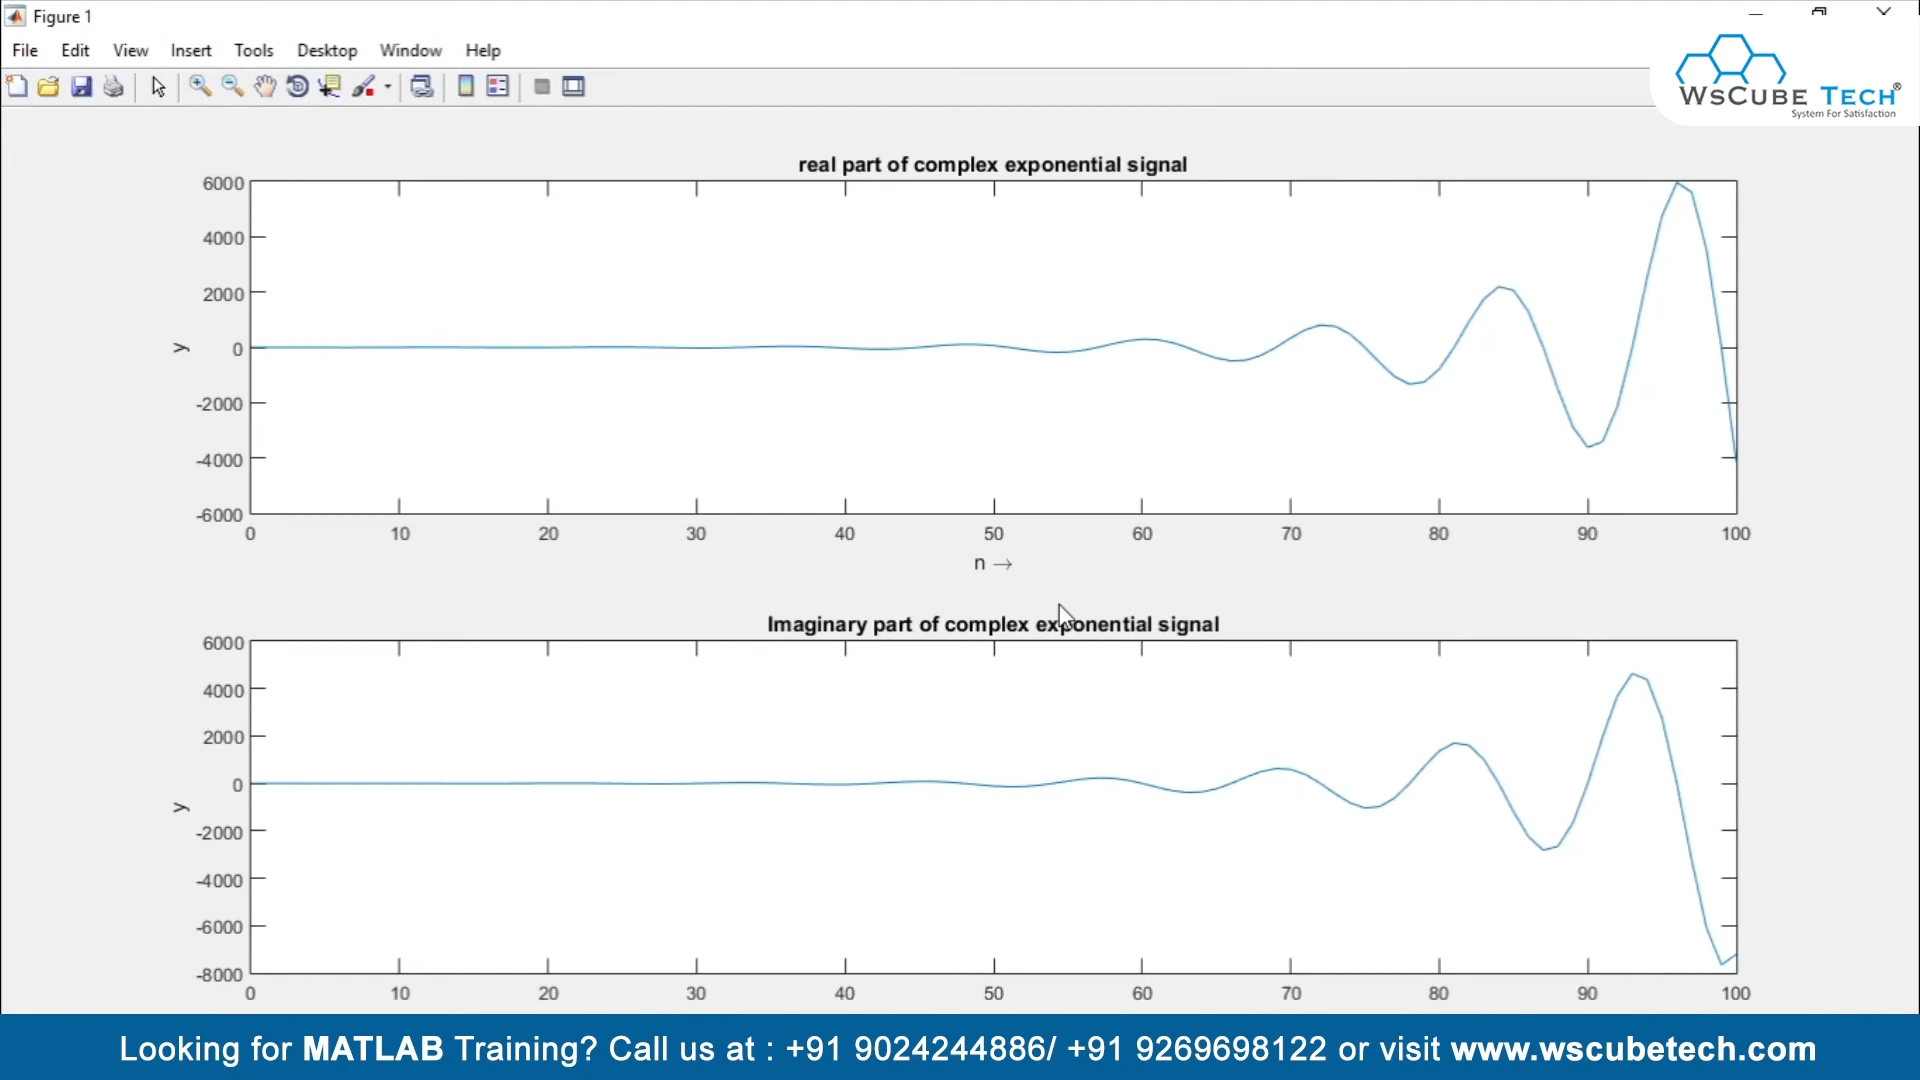 Figure 1
File Edit View Insert Tools Desktop Window Help
WsCube Tech®
System For Satisfaction
real part of complex exponential signal
6000
4000
2000
0
-2000
-4000
-6000
y
0 10 20 30 40 50 60 70 80 90 100
n →
Imaginary part of complex exponential signal
6000
4000
2000
0
-2000
-4000
-6000
-8000
y
0 10 20 30 40 50 60 70 80 90 100
Looking for MATLAB Training? Call us at : +91 9024244886/ +91 9269698122 or visit www.wscubetech.com